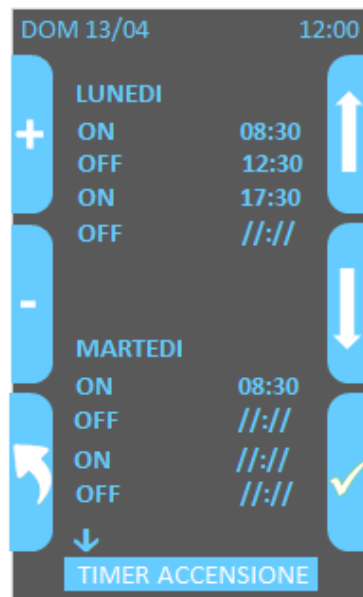 DOM 13/04 12:00
LUNEDI
ON 08:30
OFF 12:30
ON 17:30
OFF //://
MARTEDI
ON 08:30
OFF //://
ON //://
OFF //://
TIMER ACCENSIONE